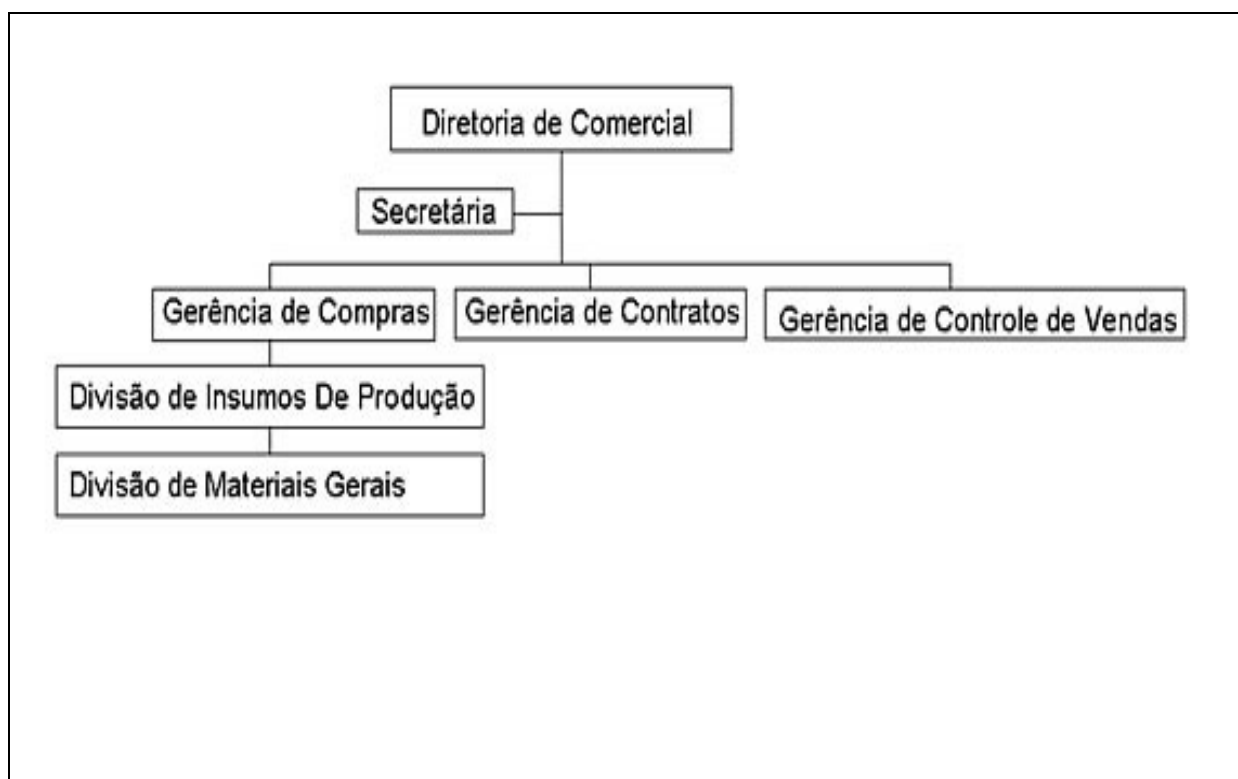 Diretoria de Comercial
Secretária
Gerência de Compras
Gerência de Contratos
Gerência de Controle de Vendas
Divisão de Insumos De Produção
Divisão de Materiais Gerais